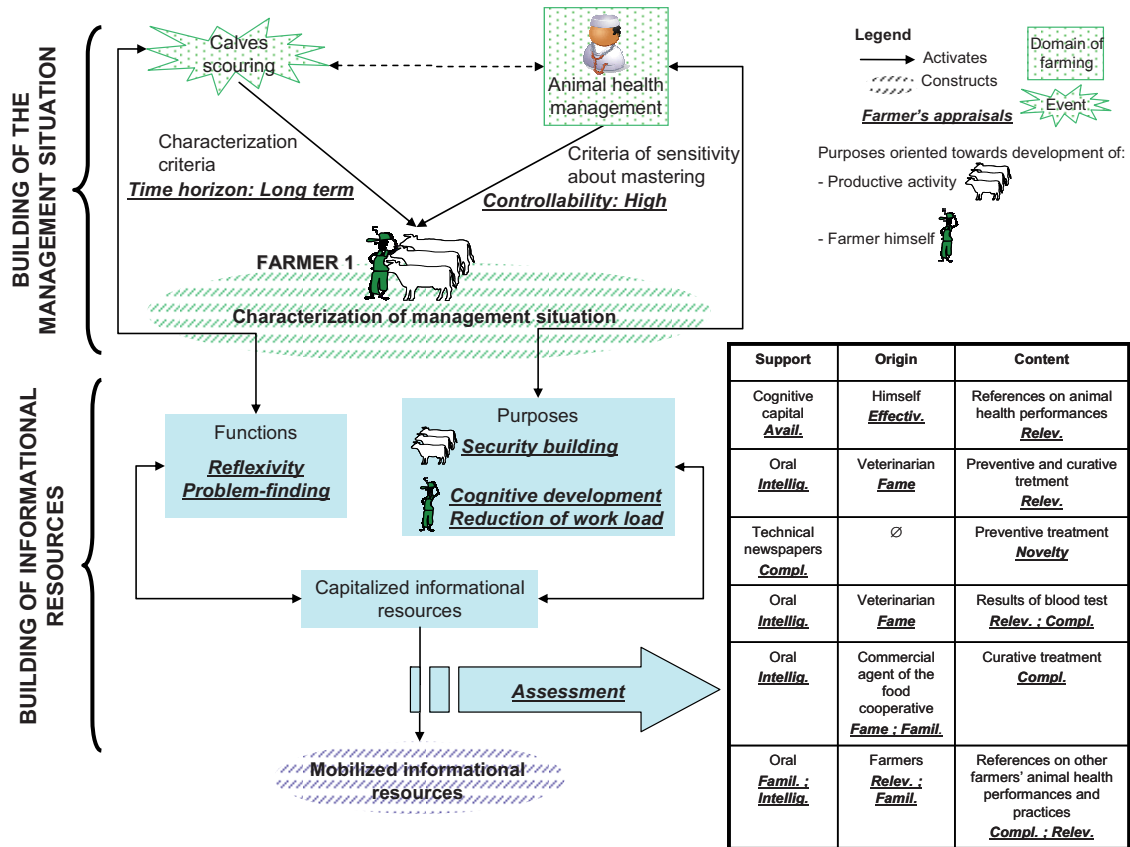 BUILDING OF THE
MANAGEMENT SITUATION
Calves
scouring
Animal health
management
Characterization
criteria
Time horizon: Long term
Criteria of sensitivity
about mastering
Controllability: High
FARMER 1
Characterization of management situation
Legend
Activates
Constructs
Farmer's appraisals
Domain of
farming
Event
Purposes oriented towards development of:
- Productive activity
- Farmer himself
BUILDING OF INFORMATIONAL
RESOURCES
Functions
Reflexivity
Problem-finding
Purposes
Security building
Cognitive development
Reduction of work load
Capitalized informational
resources
Assessment
Mobilized informational
resources
Support
Origin
Content
Cognitive
capital
Avail.
Himself
Effectiv.
References on animal
health performances
Relev.
Oral
Intellig.
Veterinarian
Fame
Preventive and curative
tretment
Relev.
Technical
newspapers
Compl.
∅
Preventive treatment
Novelty
Oral
Intellig.
Veterinarian
Fame
Results of blood test
Relev. ; Compl.
Oral
Intellig.
Commercial
agent of the
food
cooperative
Fame ; Famil.
Curative treatment
Compl.
Oral
Famil. ;
Intellig.
Farmers
Relev. ;
Famil.
References on other
farmers' animal health
performances and
practices
Compl. ; Relev.